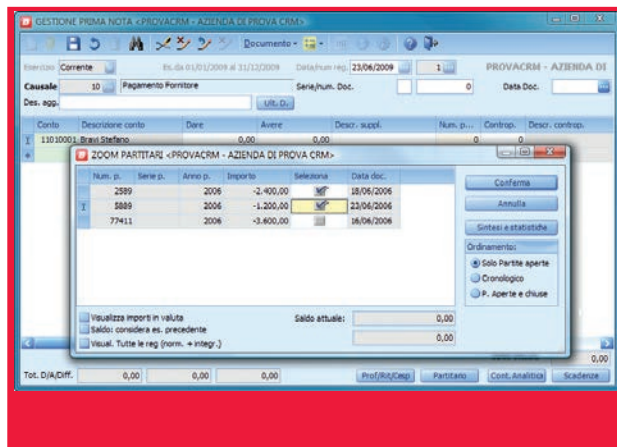 GESTIONE PRIMA NOTA <PROVACRM - AZIENDA DI PROVA CRM>
Documento
Esercizio Corrente Es. da 01/01/2009 al 31/12/2009 Data/num reg. 23/06/2009 1 PROVACRM - AZIENDA DI
Causale 10 Pagamento Fornitore Serie/num. Doc. 0 Data Doc.
Des. agg. Ult. D.
Conto Descrizione conto Dare Avere Descr. suppl. Num. p... Controp. Descr. controp.
11010001 Bravi Stefano 0,00 0,00 0 0
ZOOM PARTITARI <PROVACRM - AZIENDA DI PROVA CRM>
Num. p. Serie p. Anno p. Importo Seleziona Data doc.
2589 2006 -2.400,00 18/06/2006
5889 2006 -1.200,00 23/06/2006
77411 2006 -3.600,00 16/06/2006
Conferma
Annulla
Sintesi e statistiche
Ordinamento:
Solo Partite aperte
Cronologico
P. Aperte e chiuse
Visualizza importi in valuta Saldo attuale: 0,00
Saldo: considera es. precedente
0,00
Visual. Tutte le reg (norm. + integr.)
0,00
Tot. D/A/Diff. 0,00 0,00 0,00 Prof/Rit/Cesp Partitario Cont. Analitica Scadenze